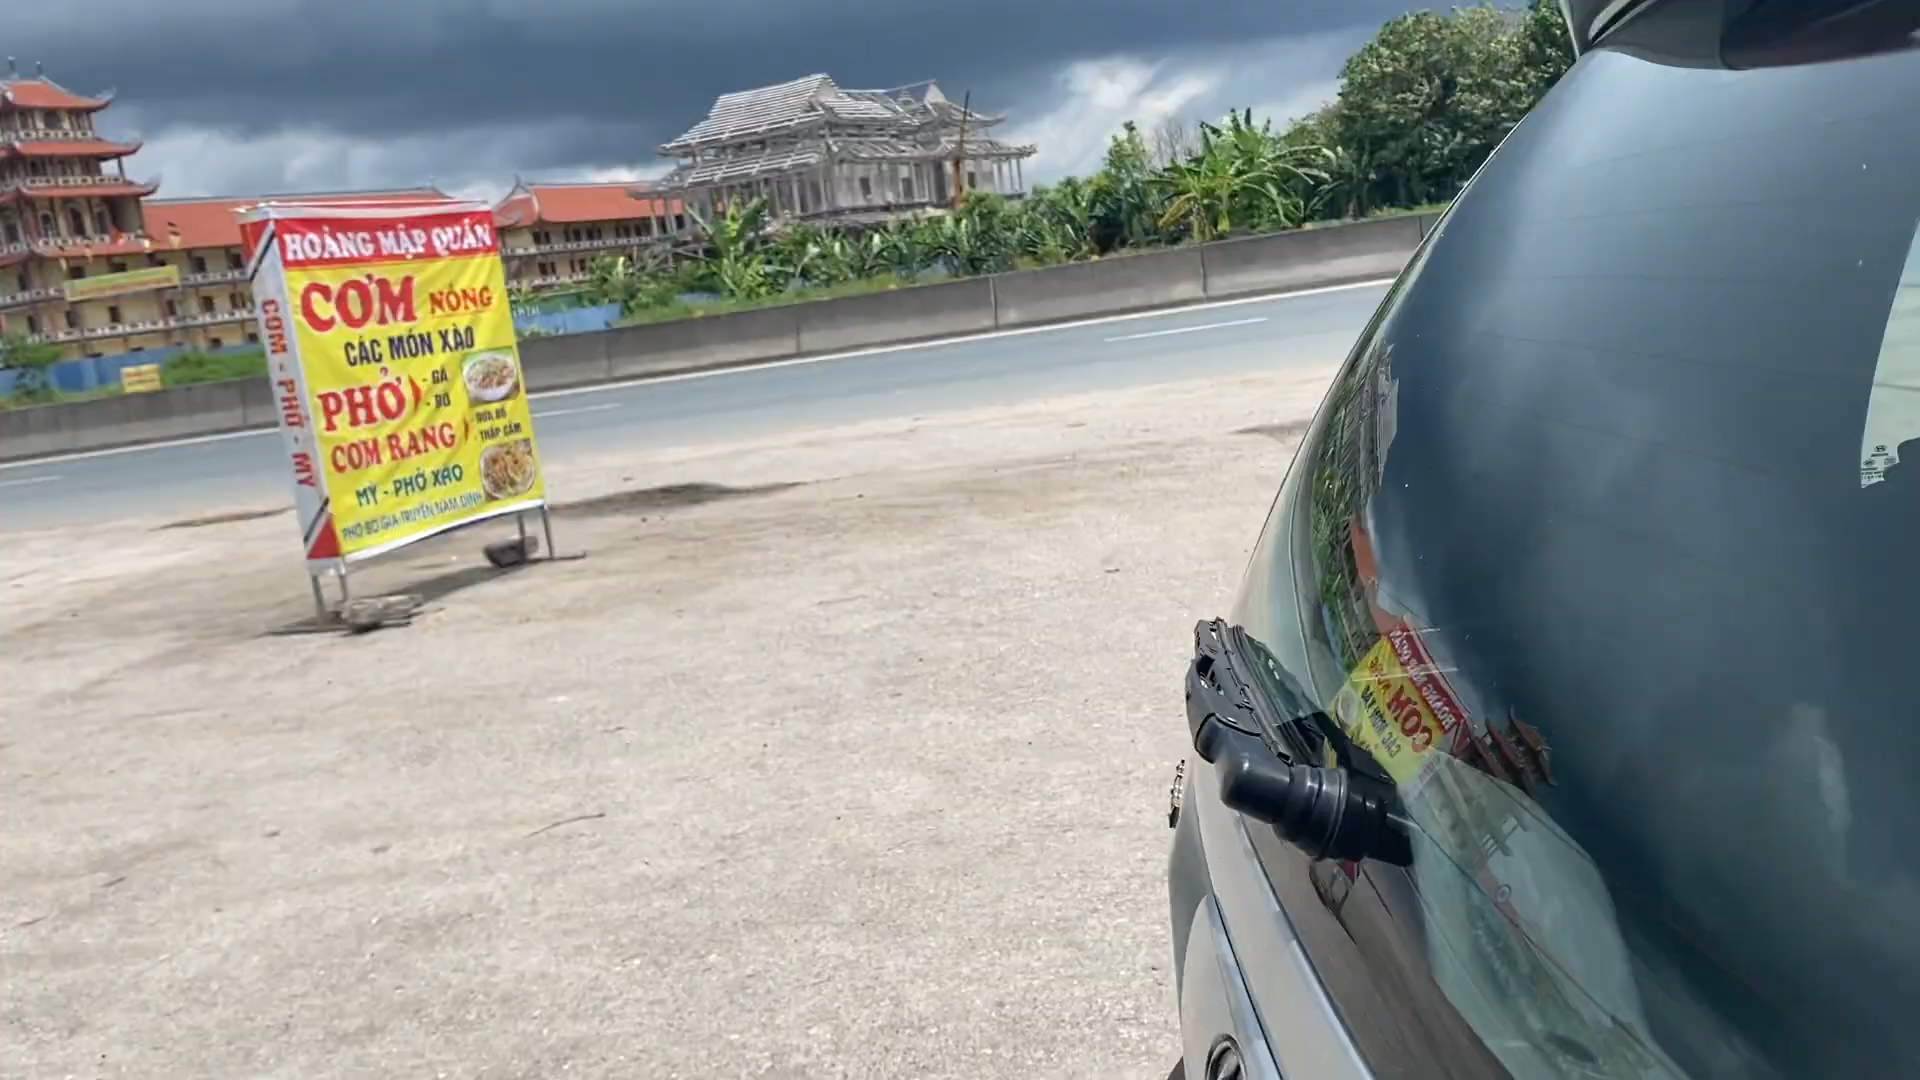 HOÀNG MẬP QUÁN
CƠM NÓNG
CÁC MÓN XÀO
PHỞ - GÀ
- BÒ
CƠM RANG DƯA BÒ
THẬP CẨM
MỲ - PHỞ XÀO
PHỞ BÒ GIA TRUYỀN NAM ĐỊNH
CƠM - PHỞ - MỲ